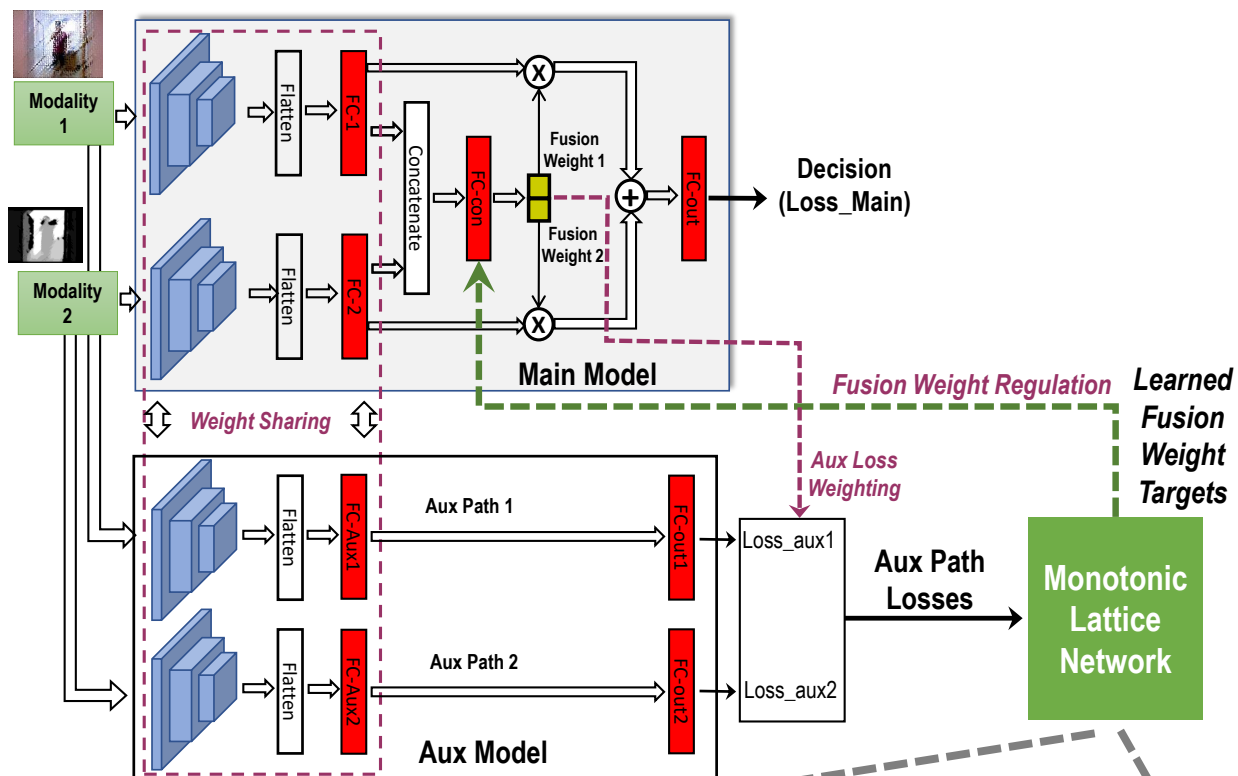 Modality
1
Flatten
FC-1
Concatenate
FC-con
Fusion
Weight 1
X
Fusion
Weight 2
+
FC-out
Decision
(Loss_Main)
Modality
2
Flatten
FC-2
X
Main Model
Weight Sharing
Fusion Weight Regulation
Learned
Fusion
Weight
Targets
Aux Loss
Weighting
Flatten
FC-Aux1
Aux Path 1
FC-out1
Loss_aux1
Aux Path
Losses
Monotonic
Lattice
Network
Flatten
FC-Aux2
Aux Path 2
FC-out2
Loss_aux2
Aux Model